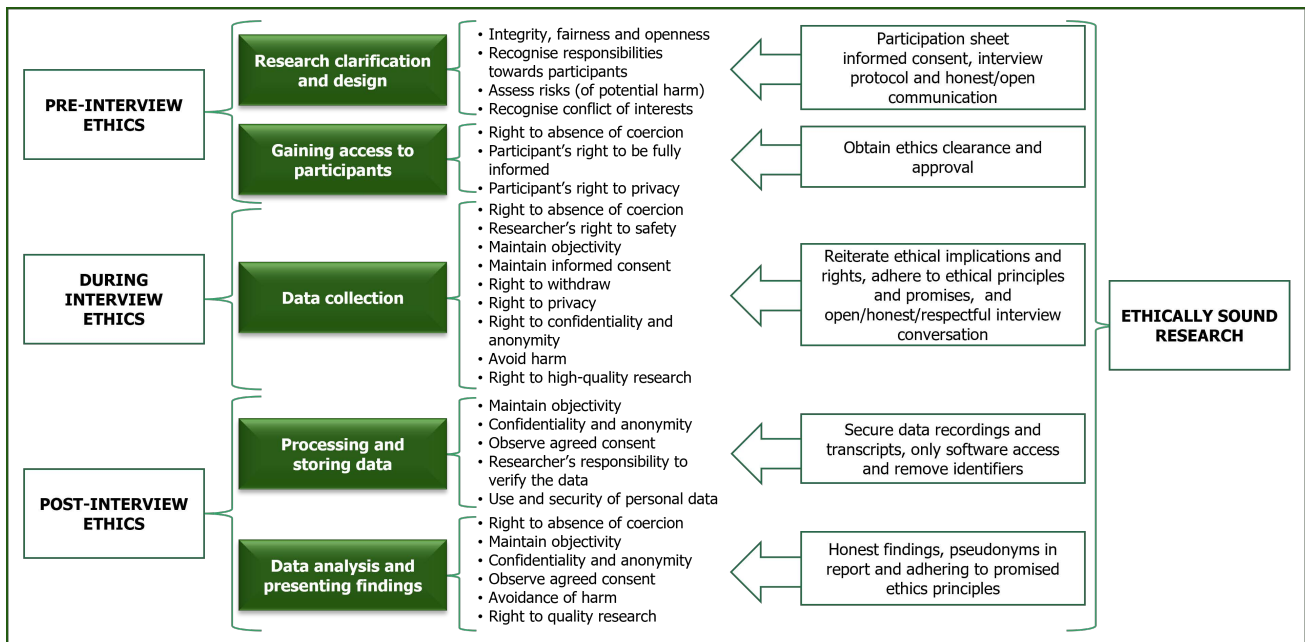 PRE-INTERVIEW
ETHICS
Research clarification
and design
• Integrity, fairness and openness
• Recognise responsibilities
towards participants
• Assess risks (of potential harm)
• Recognise conflict of interests
Participation sheet
informed consent, interview
protocol and honest/open
communication
Gaining access to
participants
• Right to absence of coercion
• Participant's right to be fully
informed
• Participant's right to privacy
Obtain ethics clearance and
approval
DURING
INTERVIEW
ETHICS
Data collection
• Right to absence of coercion
• Researcher's right to safety
• Maintain objectivity
• Maintain informed consent
• Right to withdraw
• Right to privacy
• Right to confidentiality and
anonymity
• Avoid harm
• Right to high-quality research
Reiterate ethical implications and
rights, adhere to ethical principles
and promises, and
open/honest/respectful interview
conversation
POST-INTERVIEW
ETHICS
Processing and
storing data
• Maintain objectivity
• Confidentiality and anonymity
• Observe agreed consent
• Researcher's responsibility to
verify the data
• Use and security of personal data
Secure data recordings and
transcripts, only software access
and remove identifiers
Data analysis and
presenting findings
• Right to absence of coercion
• Maintain objectivity
• Confidentiality and anonymity
• Observe agreed consent
• Avoidance of harm
• Right to quality research
Honest findings, pseudonyms in
report and adhering to promised
ethics principles
ETHICALLY SOUND
RESEARCH